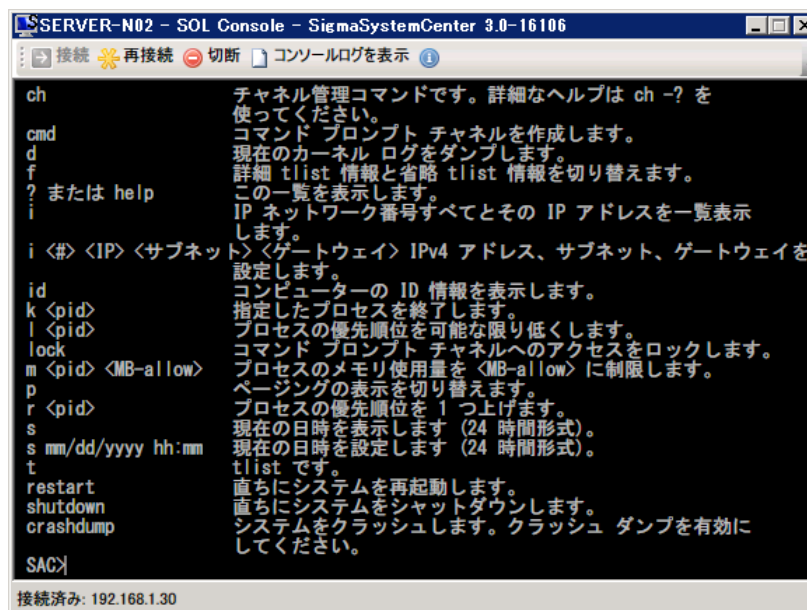 SERVER-N02 - SOL Console - SigmaSystemCenter 3.0-16106
接続 再接続 切断 コンソールログを表示
ch チャネル管理コマンドです。詳細なヘルプは ch -? を
使ってください。
cmd コマンド プロンプト チャネルを作成します。
d 現在のカーネル ログをダンプします。
f 詳細 tlist 情報と省略 tlist 情報を切り替えます。
? または help この一覧を表示します。
i IP ネットワーク番号すべてとその IP アドレスを一覧表示
します。
i <#> <IP> <サブネット> <ゲートウェイ> IPv4 アドレス、サブネット、ゲートウェイを
設定します。
id コンピューターの ID 情報を表示します。
k <pid> 指定したプロセスを終了します。
l <pid> プロセスの優先順位を可能な限り低くします。
lock コマンド プロンプト チャネルへのアクセスをロックします。
m <pid> <MB-allow> プロセスのメモリ使用量を <MB-allow> に制限します。
p ページングの表示を切り替えます。
r <pid> プロセスの優先順位を 1 つ上げます。
s 現在の日時を表示します (24 時間形式)。
s mm/dd/yyyy hh:mm 現在の日時を設定します (24 時間形式)。
t tlist です。
restart 直ちにシステムを再起動します。
shutdown 直ちにシステムをシャットダウンします。
crashdump システムをクラッシュします。クラッシュ ダンプを有効に
してください。
SAC>
接続済み: 192.168.1.30